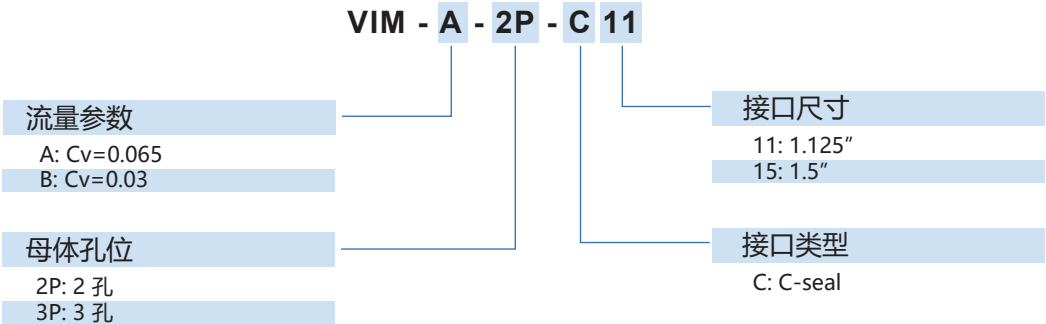 VIM - A - 2P - C 11
流量参数
A: Cv=0.065
B: Cv=0.03
母体孔位
2P: 2 孔
3P: 3 孔
接口尺寸
11: 1.125″
15: 1.5″
接口类型
C: C-seal